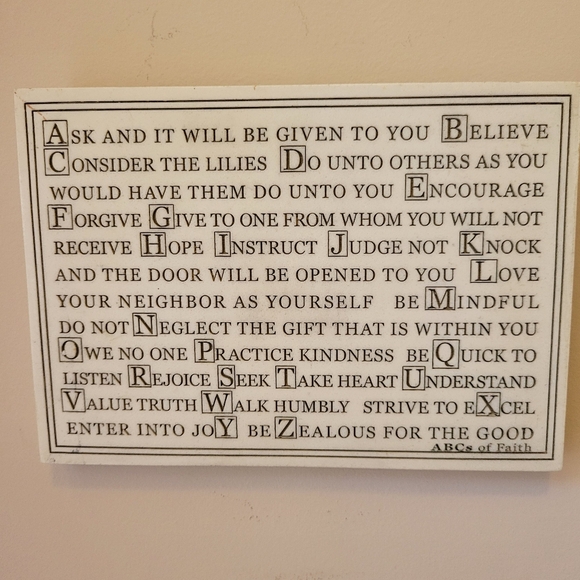 ASK AND IT WILL BE GIVEN TO YOU BELIEVE
CONSIDER THE LILIES DO UNTO OTHERS AS YOU
WOULD HAVE THEM DO UNTO YOU ENCOURAGE
FORGIVE GIVE TO ONE FROM WHOM YOU WILL NOT
RECEIVE HOPE INSTRUCT JUDGE NOT KNOCK
AND THE DOOR WILL BE OPENED TO YOU LOVE
YOUR NEIGHBOR AS YOURSELF BE MINDFUL
DO NOT NEGLECT THE GIFT THAT IS WITHIN YOU
OWE NO ONE PRACTICE KINDNESS BE QUICK TO
LISTEN REJOICE SEEK TAKE HEART UNDERSTAND
VALUE TRUTH WALK HUMBLY STRIVE TO EXCEL
ENTER INTO JOY BE ZEALOUS FOR THE GOOD
ABCs of Faith